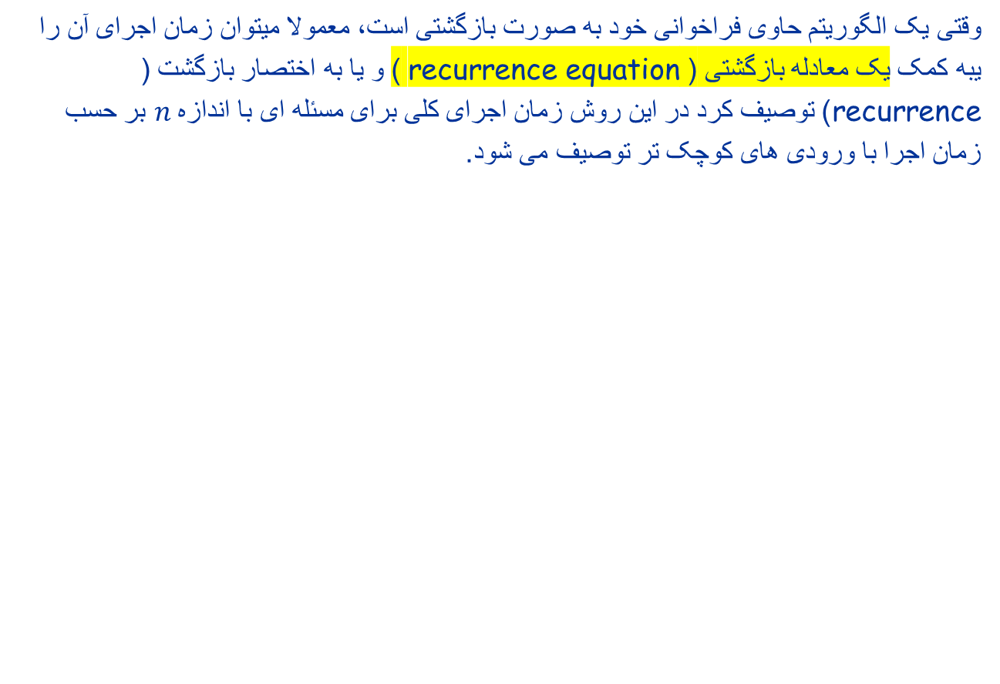 وقتی یک الگوریتم حاوی فراخوانی خود به صورت بازگشتی است، معمولا میتوان زمان اجرای آن را
یبه کمک یک معادله بازگشتی ( recurrence equation ) و یا به اختصار بازگشت (
recurrence) توصیف کرد در این روش زمان اجرای کلی برای مسئله ای با اندازه n بر حسب
زمان اجرا با ورودی های کوچک تر توصیف می شود.